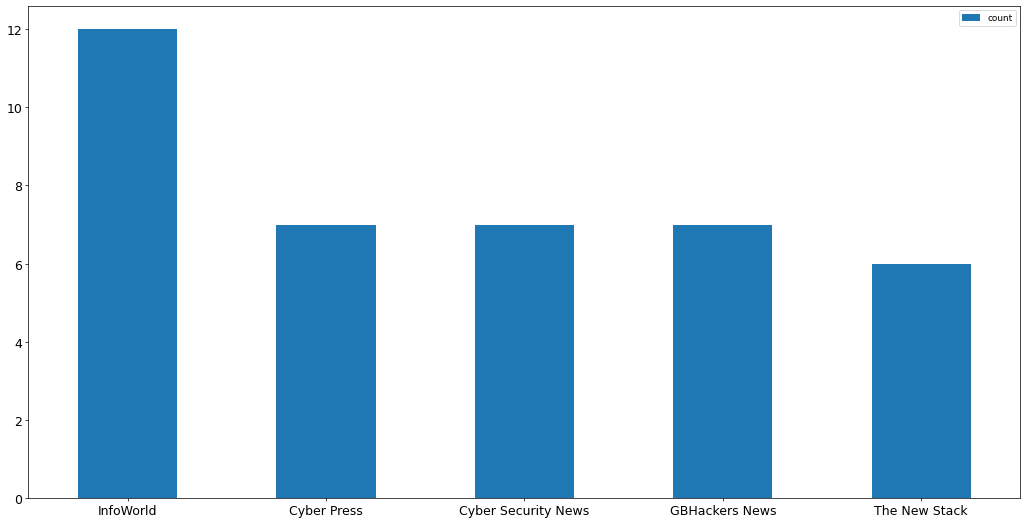 count
12
10
8
6
4
2
0
InfoWorld
Cyber Press
Cyber Security News
GBHackers News
The New Stack